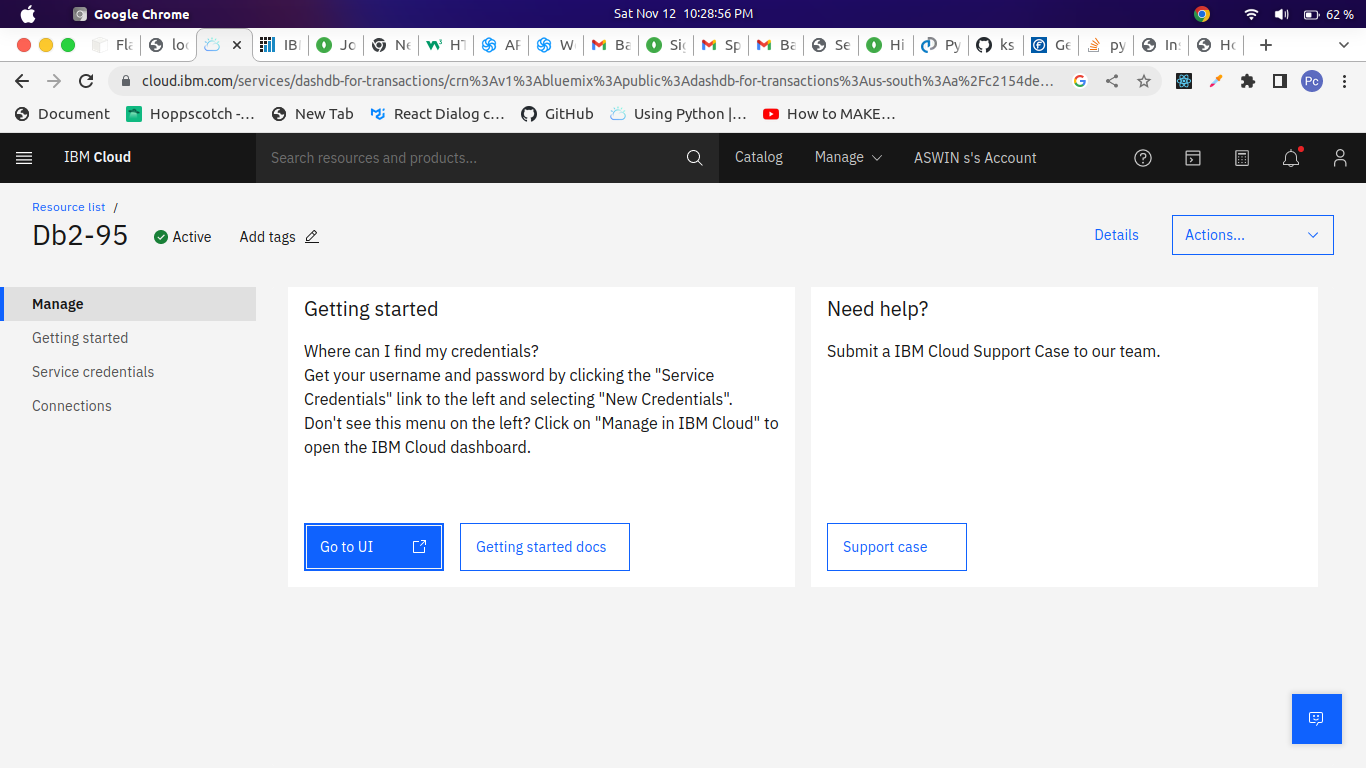 Google Chrome
Sat Nov 12 10:28:56 PM
62 %
Fla
loc
IB
Jo
Ne
HT
AF
W
Ba
Sig
Sp
Ba
Se
Hi
Py
ks
Ge
py
Ins
Ho
cloud.ibm.com/services/dashdb-for-transactions/crn%3Av1%3Abluemix%3Apublic%3Adashdb-for-transactions%3Aus-south%3Aa%2Fc2154de...
Pc
Document
Hoppscotch -...
New Tab
React Dialog c...
GitHub
Using Python |...
How to MAKE...
IBM Cloud
Search resources and products...
Catalog
Manage
ASWIN s's Account
Resource list /
Db2-95
Active
Add tags
Details
Actions...
Manage
Getting started
Service credentials
Connections
Getting started
Where can I find my credentials?
Get your username and password by clicking the "Service
Credentials" link to the left and selecting "New Credentials".
Don't see this menu on the left? Click on "Manage in IBM Cloud" to
open the IBM Cloud dashboard.
Go to UI
Getting started docs
Need help?
Submit a IBM Cloud Support Case to our team.
Support case